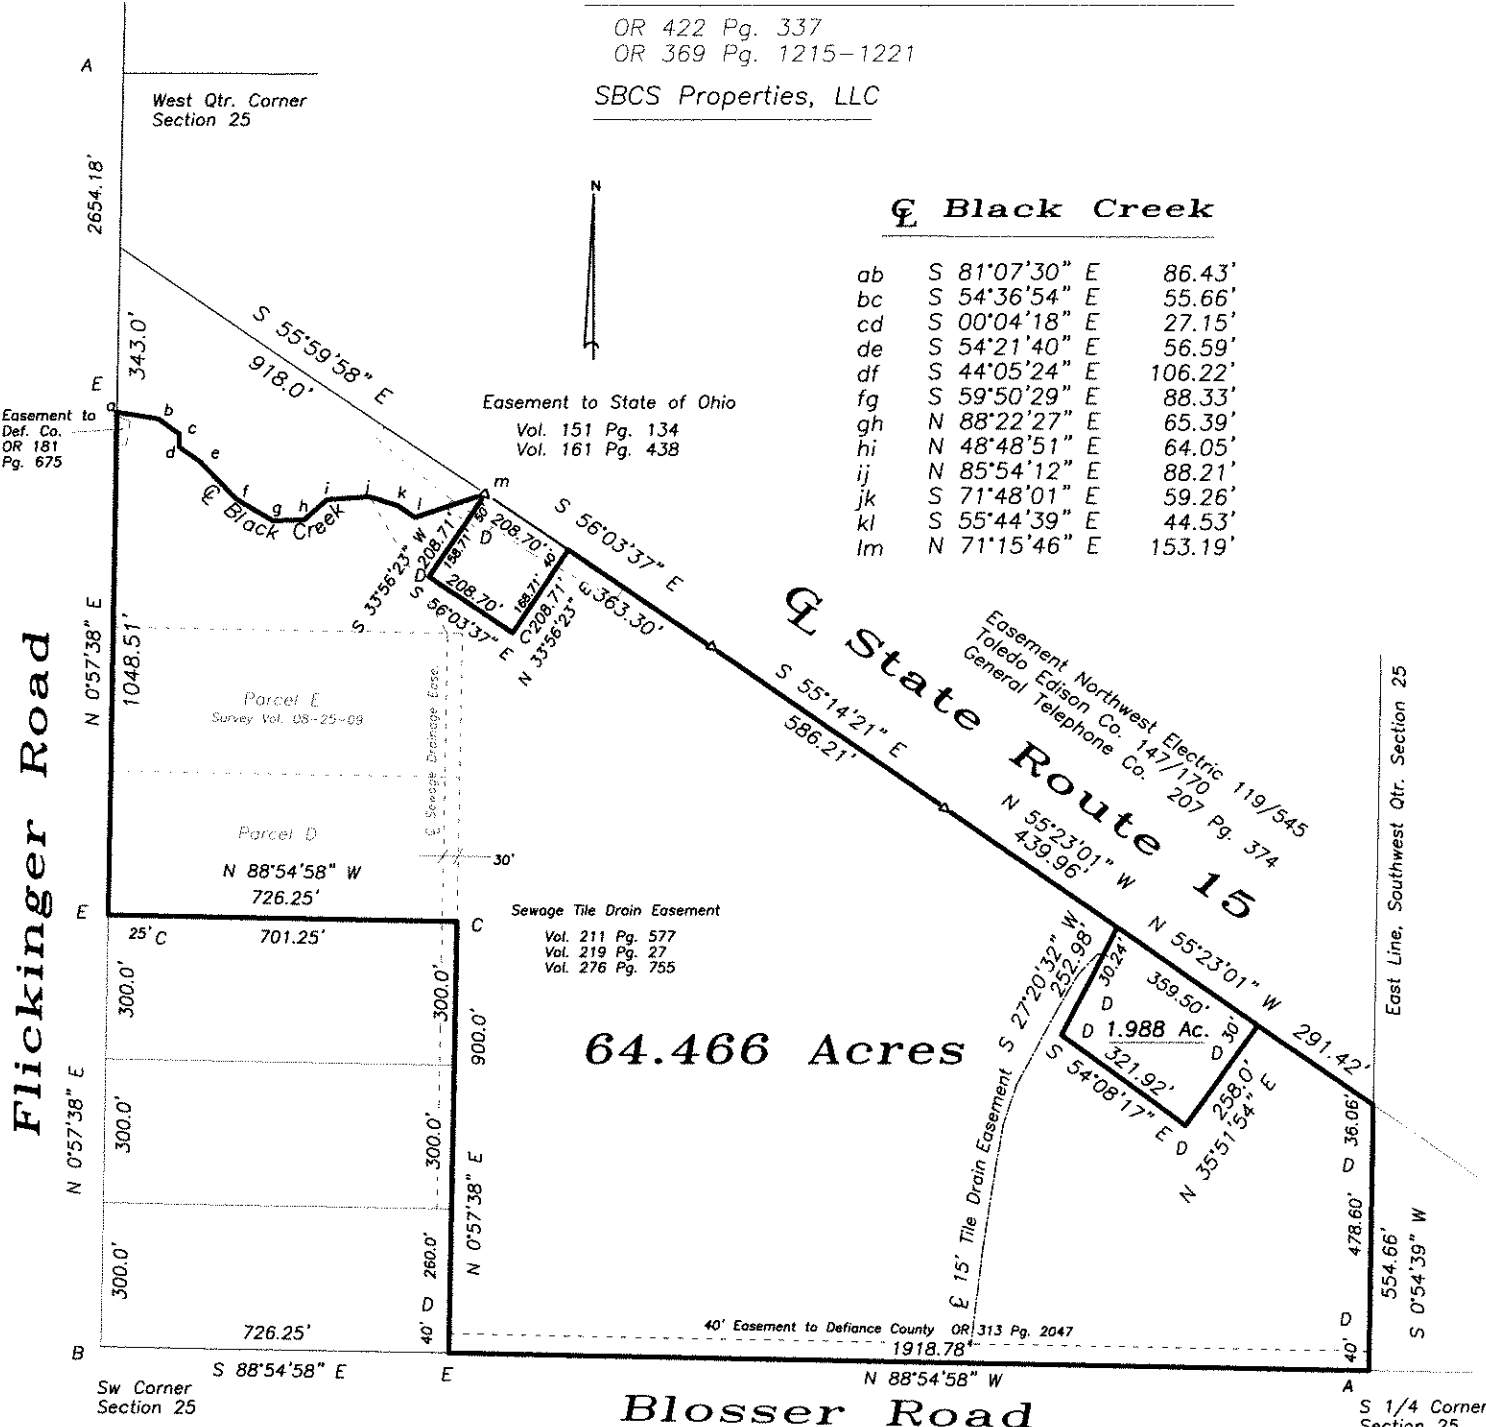 OR 422 Pg. 337
OR 369 Pg. 1215-1221
SBCS Properties, LLC
A
West Qtr. Corner
Section 25
2654.18'
N
℄ Black Creek
ab S 81°07'30" E 86.43'
bc S 54°36'54" E 55.66'
cd S 00°04'18" E 27.15'
de S 54°21'40" E 56.59'
df S 44°05'24" E 106.22'
fg S 59°50'29" E 88.33'
gh N 88°22'27" E 65.39'
hi N 48°48'51" E 64.05'
ij N 85°54'12" E 88.21'
jk S 71°48'01" E 59.26'
kl S 55°44'39" E 44.53'
lm N 71°15'46" E 153.19'
S 55°59'58" E
918.0'
343.0'
E
Easement to
Def. Co.
OR 181
Pg. 675
a
b
c
d
e
f
g
h
i
j
k
l
m
℄ Black Creek
Easement to State of Ohio
Vol. 151 Pg. 134
Vol. 161 Pg. 438
S 56°03'37" E
363.30'
208.70'
50'
D
158.71'
208.71'
S 33°56'23" W
D
208.70'
S 56°03'37" E
40'
168.71'
C
208.71'
N 33°56'23" E
S 55°14'21" E
586.21'
℄ State Route 15
Easement Northwest Electric 119/545
Toledo Edison Co. 147/170
General Telephone Co. 207 Pg. 374
N 55°23'01" W
439.96'
N 55°23'01" W
359.50'
291.42'
East Line, Southwest Qtr. Section 25
Flickinger Road
N 0°57'38" E
1048.51'
Parcel E
Survey Vol. 08-25-09
℄ Sewage Drainage Ease.
Parcel D
N 88°54'58" W
726.25'
30'
E
25' C
701.25'
C
Sewage Tile Drain Easement
Vol. 211 Pg. 577
Vol. 219 Pg. 27
Vol. 276 Pg. 755
300.0'
300.0'
900.0'
64.466 Acres
S 27°20'32" W
252.98'
30.24'
D
D
1.988 Ac.
30'
D
321.92'
S 54°08'17" E
D
258.0'
N 35°51'54" E
N 0°57'38" E
300.0'
300.0'
N 0°57'38" E
300.0'
260.0'
D
40'
℄ 15' Tile Drain Easement
36.06'
D
478.60'
554.66'
S 0°54'39" W
D
40'
726.25'
40' Easement to Defiance County OR 313 Pg. 2047
1918.78'
B
S 88°54'58" E
E
N 88°54'58" W
A
Sw Corner
Section 25
Blosser Road
S 1/4 Corner
Section 25